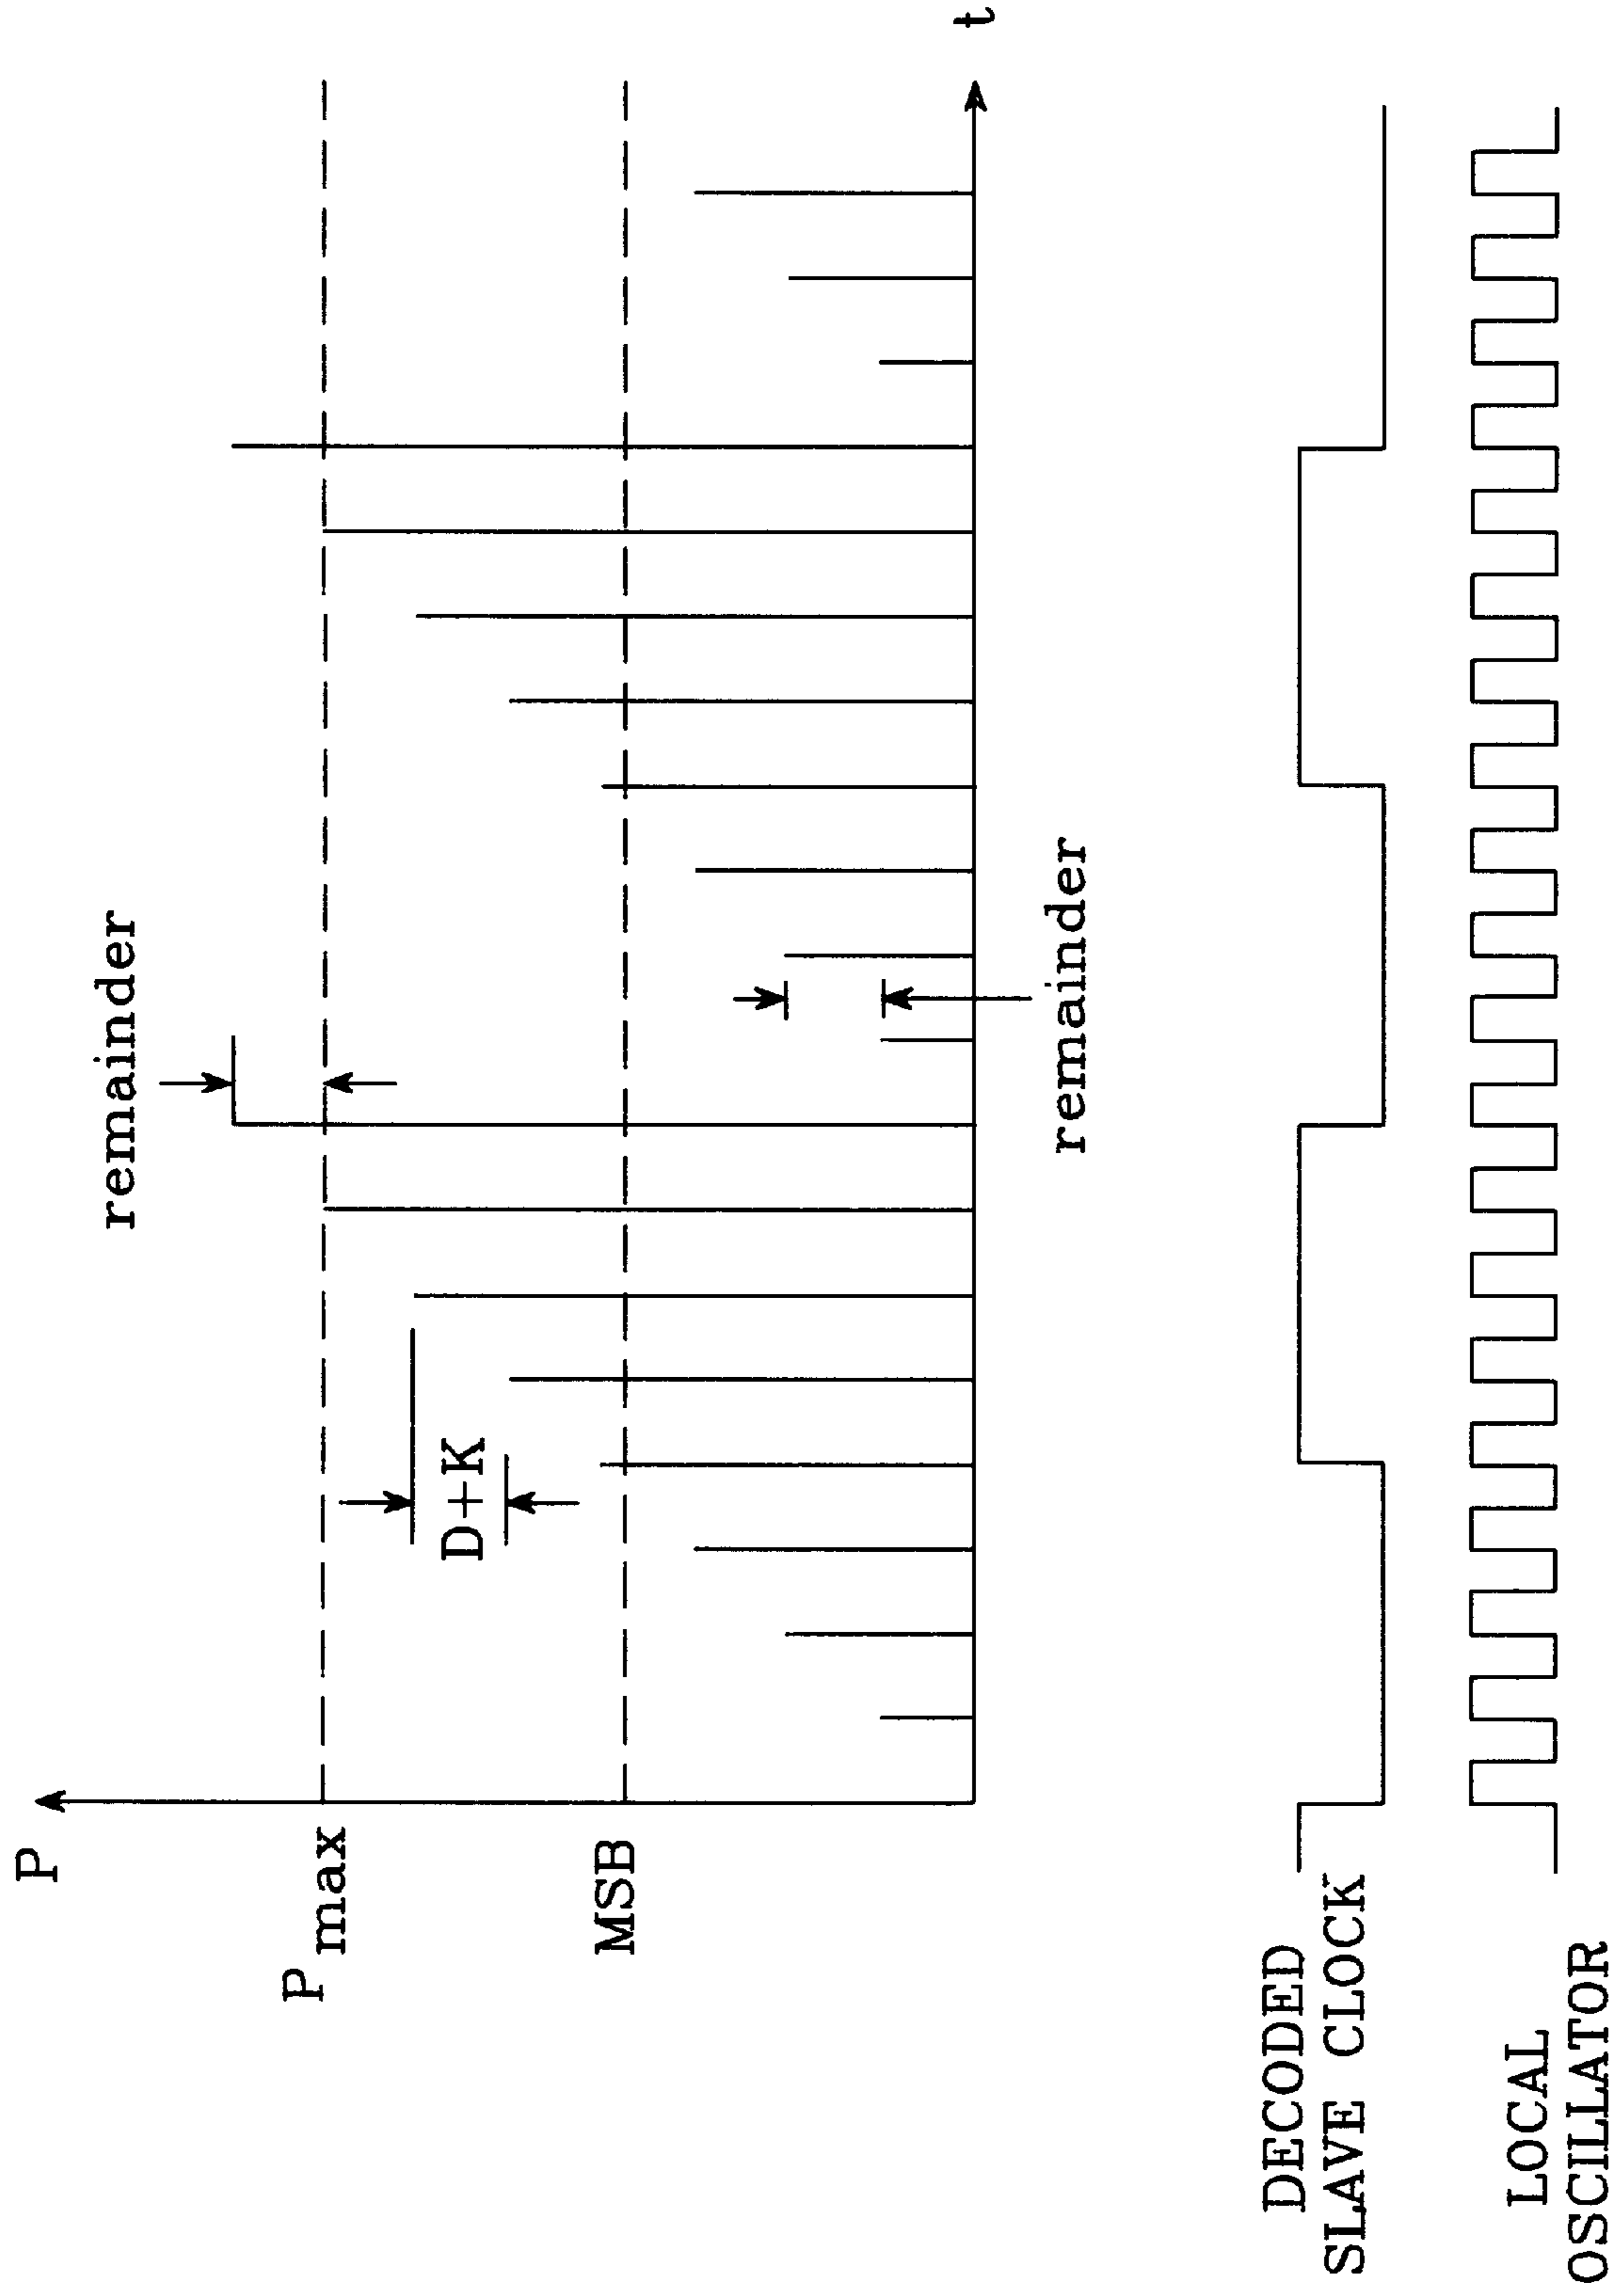 P
P max
MSB
remainder
D+K
remainder
t
DECODED
SLAVE CLOCK
LOCAL
OSCILLATOR